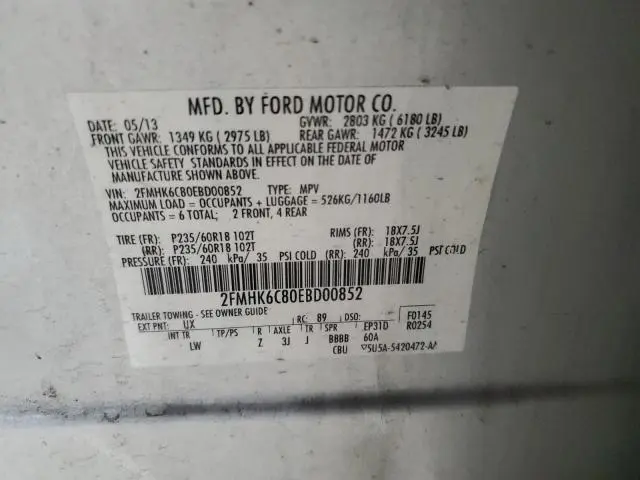 MFD. BY FORD MOTOR CO.
DATE: 05/13 GVWR: 2803 KG ( 6180 LB)
FRONT GAWR: 1349 KG ( 2975 LB) REAR GAWR: 1472 KG ( 3245 LB)
THIS VEHICLE CONFORMS TO ALL APPLICABLE FEDERAL MOTOR
VEHICLE SAFETY STANDARDS IN EFFECT ON THE DATE OF
MANUFACTURE SHOWN ABOVE.
VIN: 2FMHK6C80EBD00852 TYPE: MPV
MAXIMUM LOAD = OCCUPANTS + LUGGAGE = 526KG/1160LB
OCCUPANTS = 6 TOTAL; 2 FRONT, 4 REAR
TIRE (FR): P235/60R18 102T RIMS (FR): 18X7.5J
(RR): P235/60R18 102T (RR): 18X7.5J
PRESSURE (FR): 240 kPa/ 35 PSI COLD (RR): 240 kPa/ 35 PSI COLD
2FMHK6C80EBD00852
TRAILER TOWING - SEE OWNER GUIDE
EXT PNT: UX RC: 89 DSO: F0145
INT TR TP/PS R AXLE TR SPR EP31D R0254
LW Z 3J J BBBB 60A
CBU 5U5A-5420472-AA